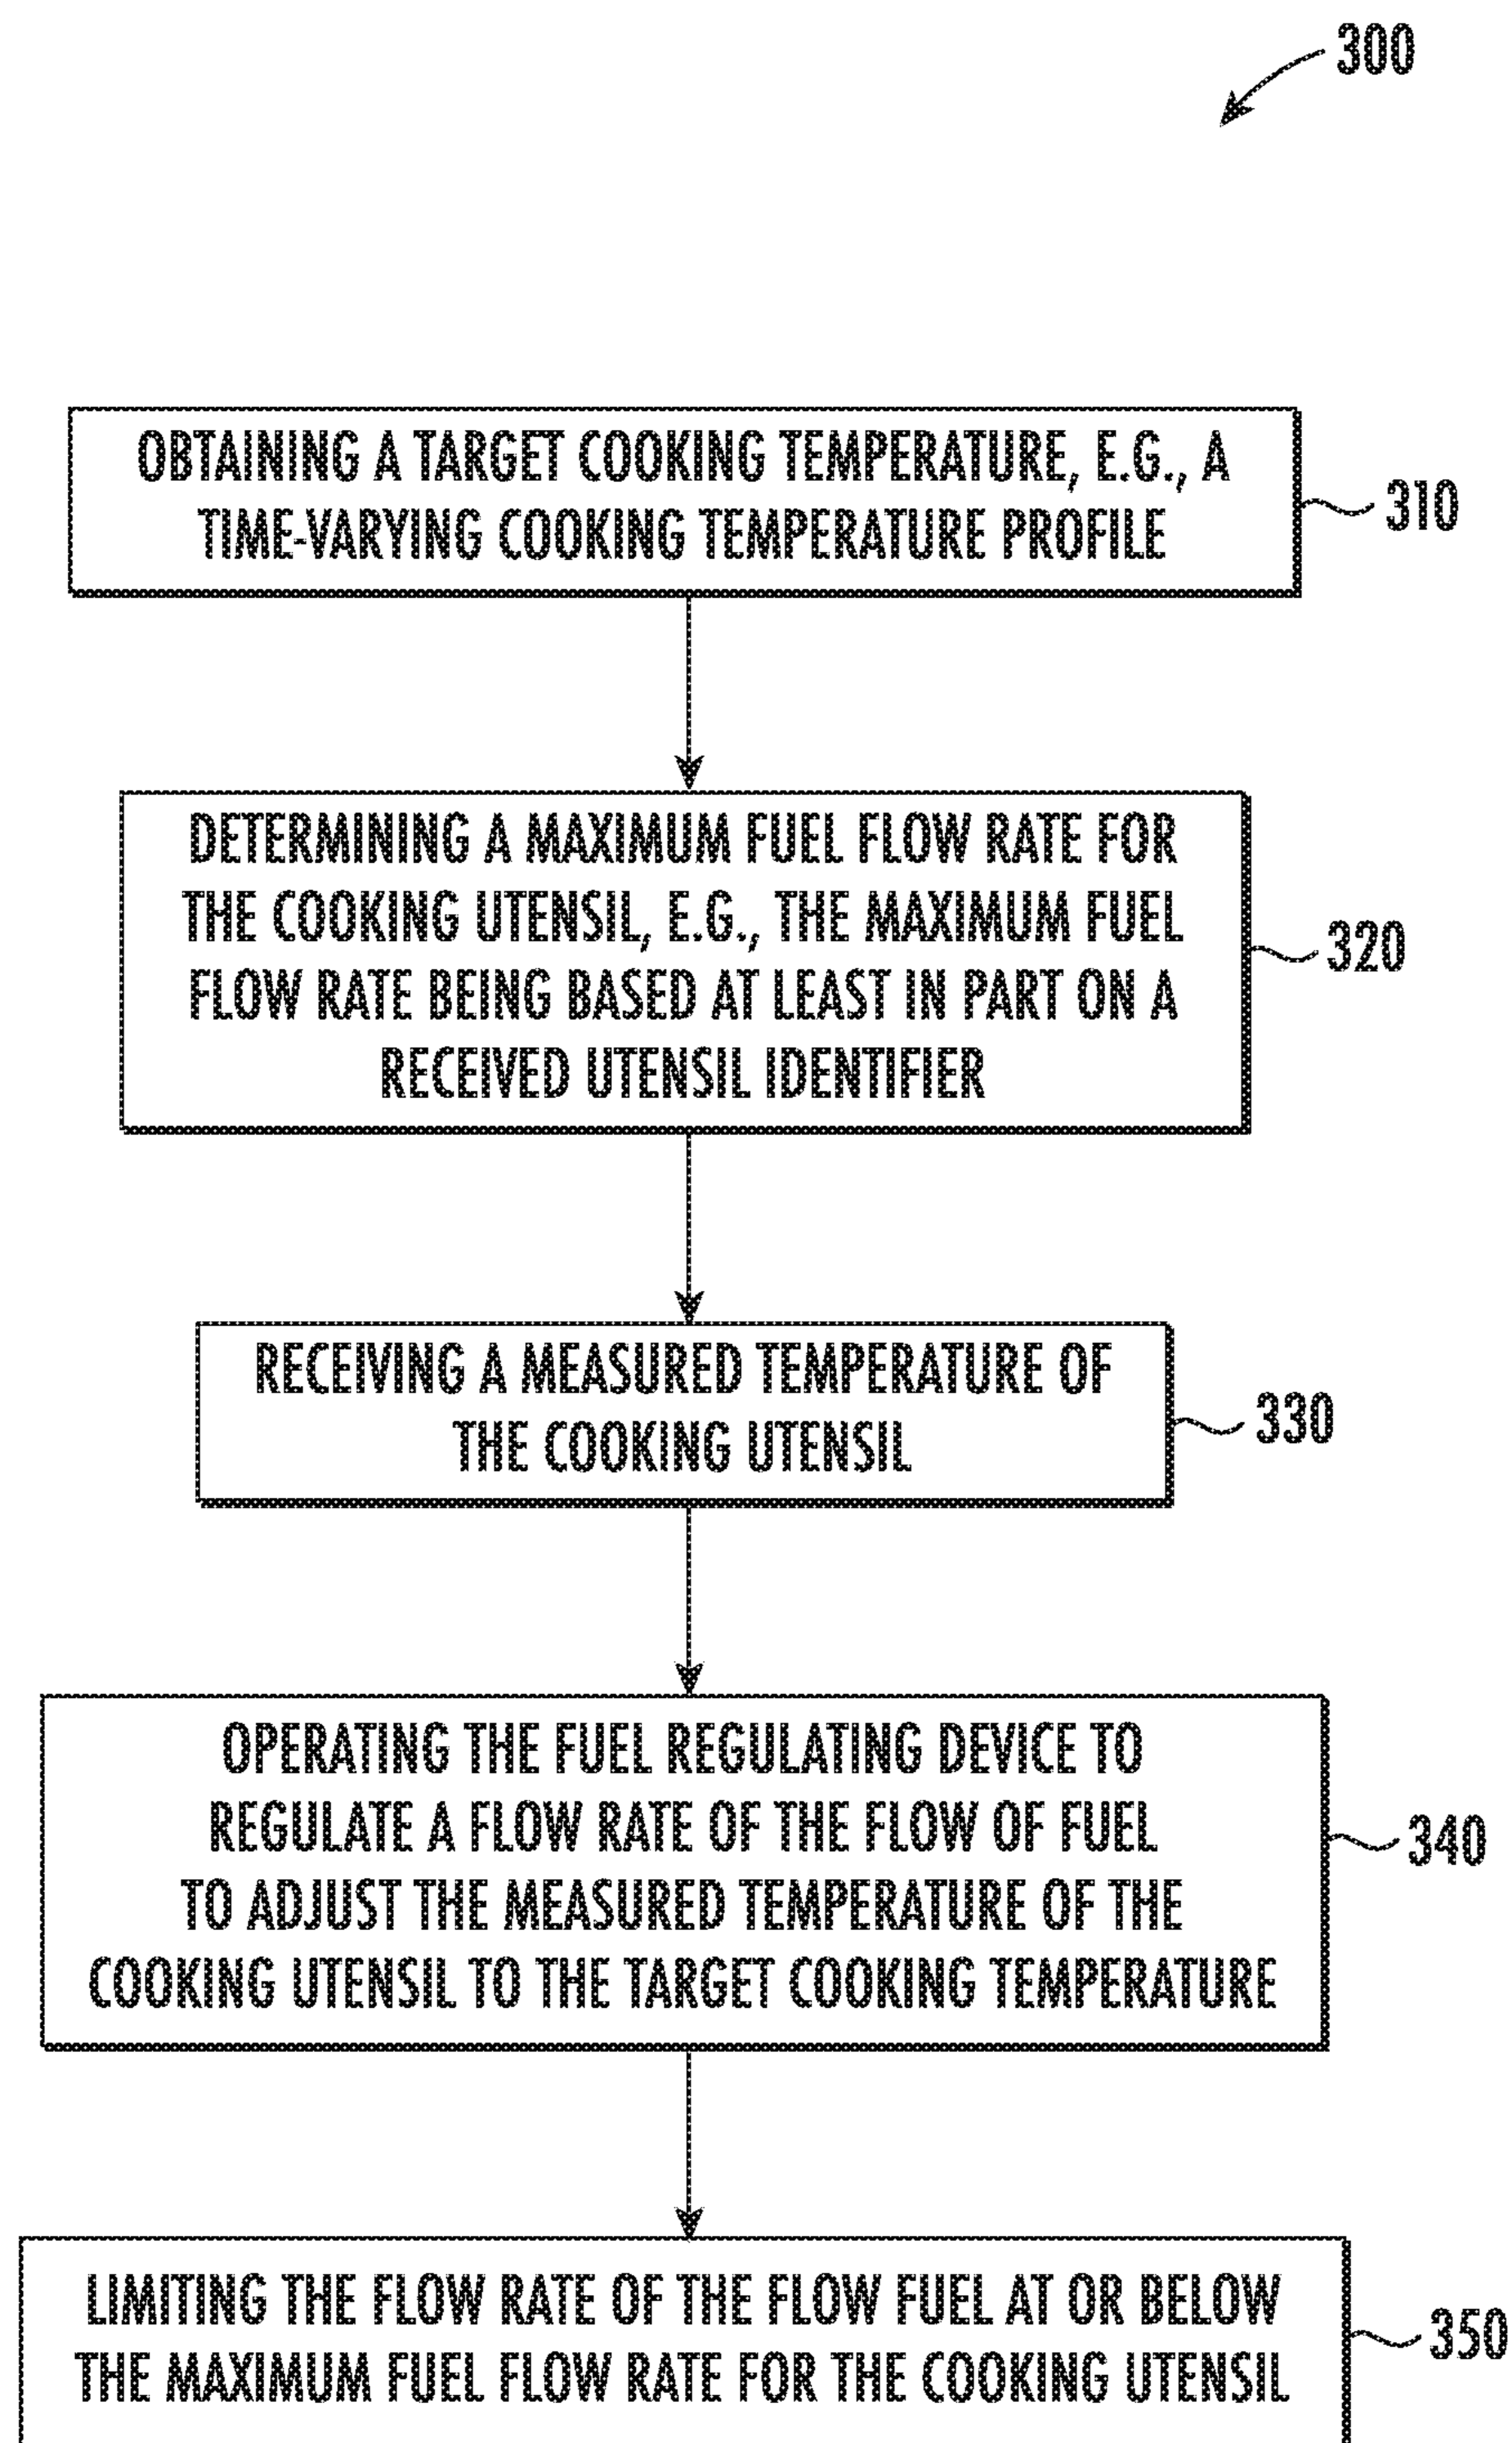 300
OBTAINING A TARGET COOKING TEMPERATURE, E.G., A
TIME-VARYING COOKING TEMPERATURE PROFILE
310
DETERMINING A MAXIMUM FUEL FLOW RATE FOR
THE COOKING UTENSIL, E.G., THE MAXIMUM FUEL
FLOW RATE BEING BASED AT LEAST IN PART ON A
RECEIVED UTENSIL IDENTIFIER
320
RECEIVING A MEASURED TEMPERATURE OF
THE COOKING UTENSIL
330
OPERATING THE FUEL REGULATING DEVICE TO
REGULATE A FLOW RATE OF THE FLOW OF FUEL
TO ADJUST THE MEASURED TEMPERATURE OF THE
COOKING UTENSIL TO THE TARGET COOKING TEMPERATURE
340
LIMITING THE FLOW RATE OF THE FLOW FUEL AT OR BELOW
THE MAXIMUM FUEL FLOW RATE FOR THE COOKING UTENSIL
350